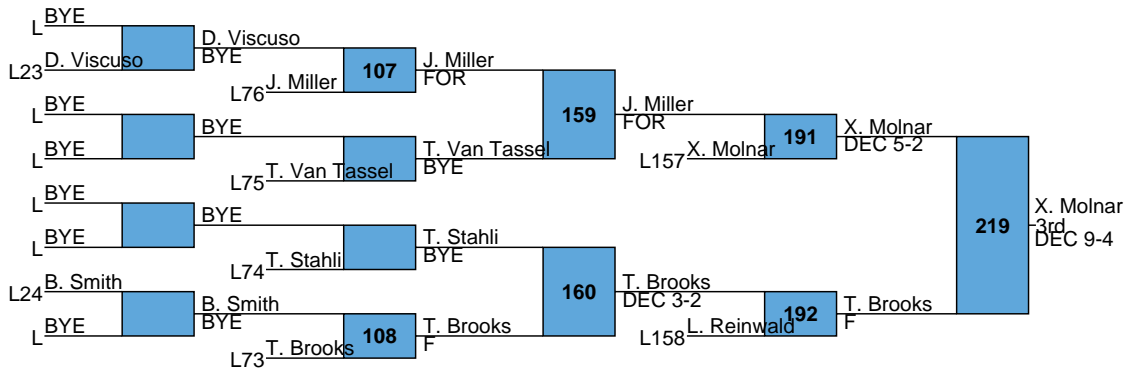 L BYE
L23 D. Viscuso
D. Viscuso
BYE
107
L76 J. Miller
J. Miller
FOR
L BYE
L BYE
BYE
L75 T. Van Tassel
T. Van Tassel
BYE
159
J. Miller
FOR
191
L157 X. Molnar
X. Molnar
DEC 5-2
L BYE
L BYE
BYE
L74 T. Stahli
T. Stahli
BYE
L24 B. Smith
L BYE
B. Smith
BYE
108
L73 T. Brooks
T. Brooks
F
160
T. Brooks
DEC 3-2
192
L158 L. Reinwald
T. Brooks
F
219
X. Molnar
3rd
DEC 9-4